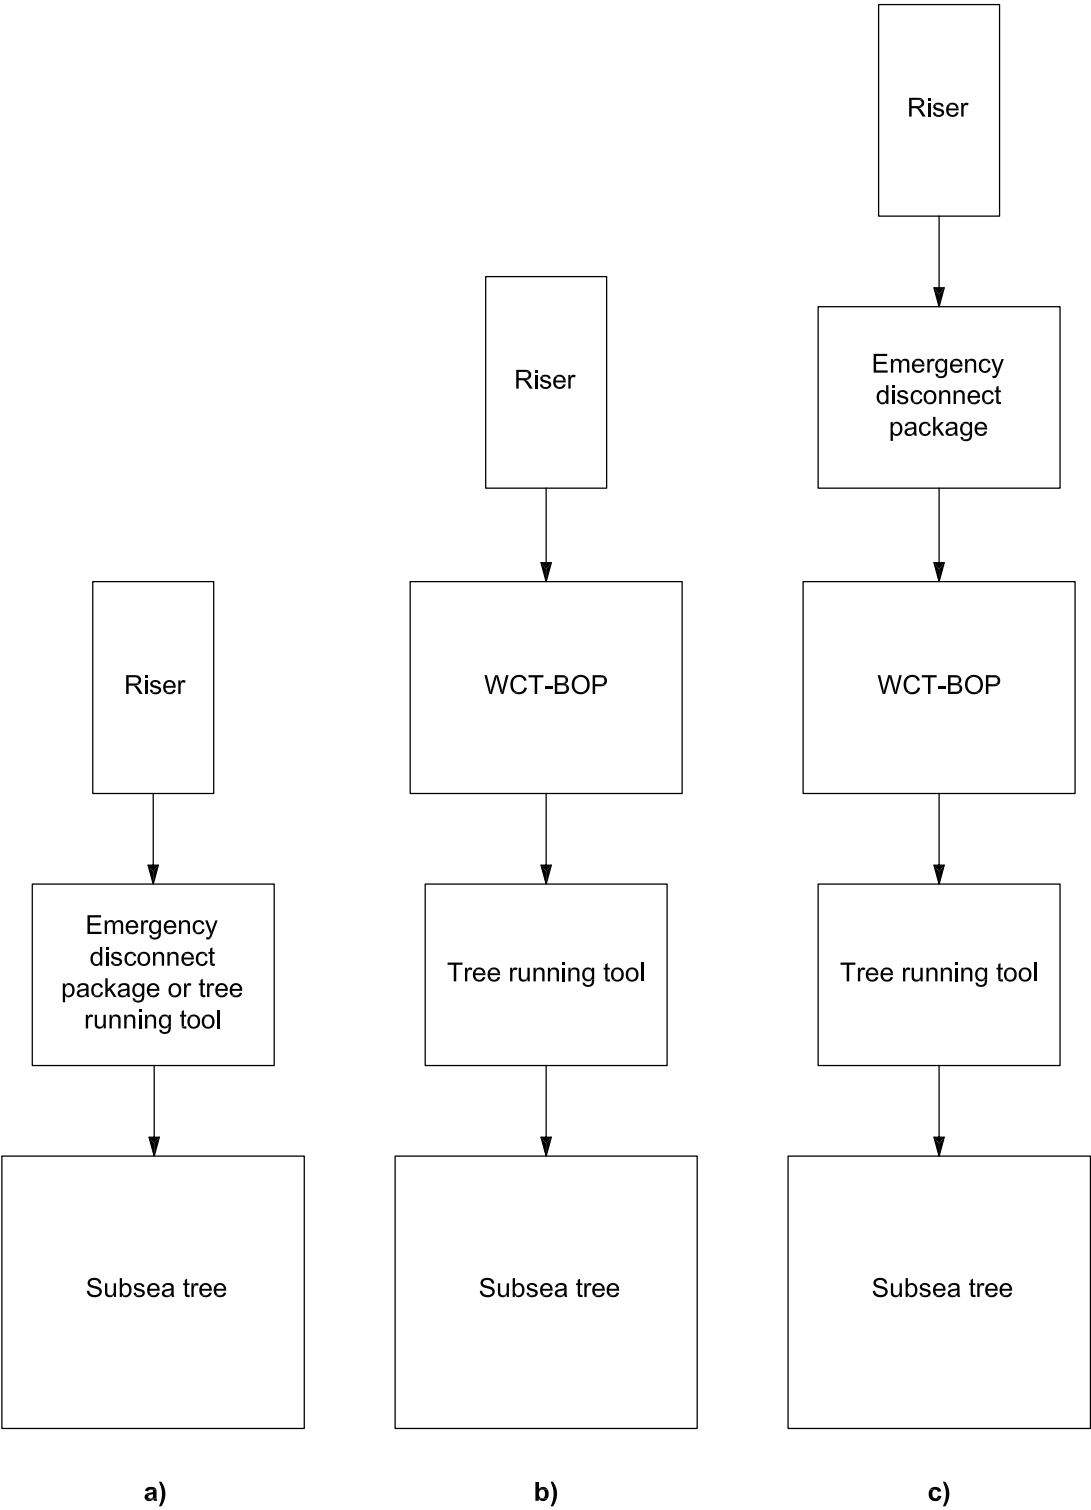 Riser
Emergency
disconnect
package or tree
running tool
Subsea tree
a)
Riser
WCT-BOP
Tree running tool
Subsea tree
b)
Riser
Emergency
disconnect
package
WCT-BOP
Tree running tool
Subsea tree
c)